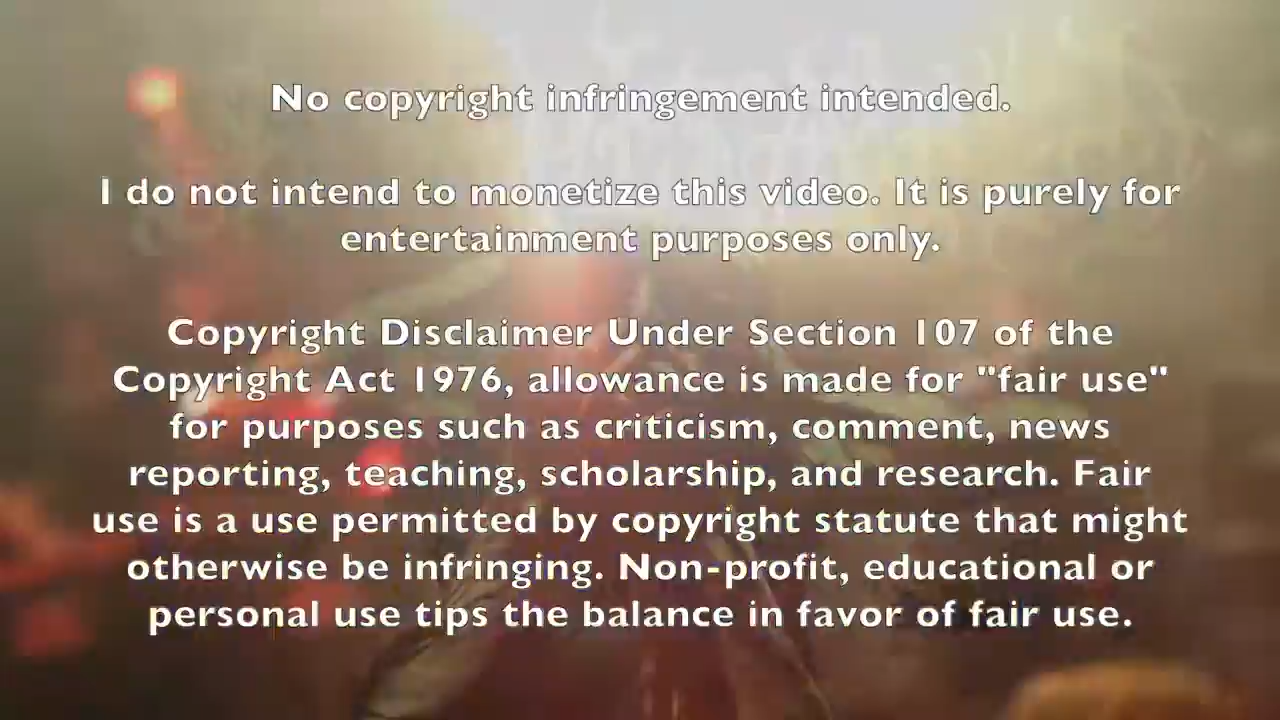 No copyright infringement intended.
I do not intend to monetize this video. It is purely for
entertainment purposes only.
Copyright Disclaimer Under Section 107 of the
Copyright Act 1976, allowance is made for "fair use"
for purposes such as criticism, comment, news
reporting, teaching, scholarship, and research. Fair
use is a use permitted by copyright statute that might
otherwise be infringing. Non-profit, educational or
personal use tips the balance in favor of fair use.